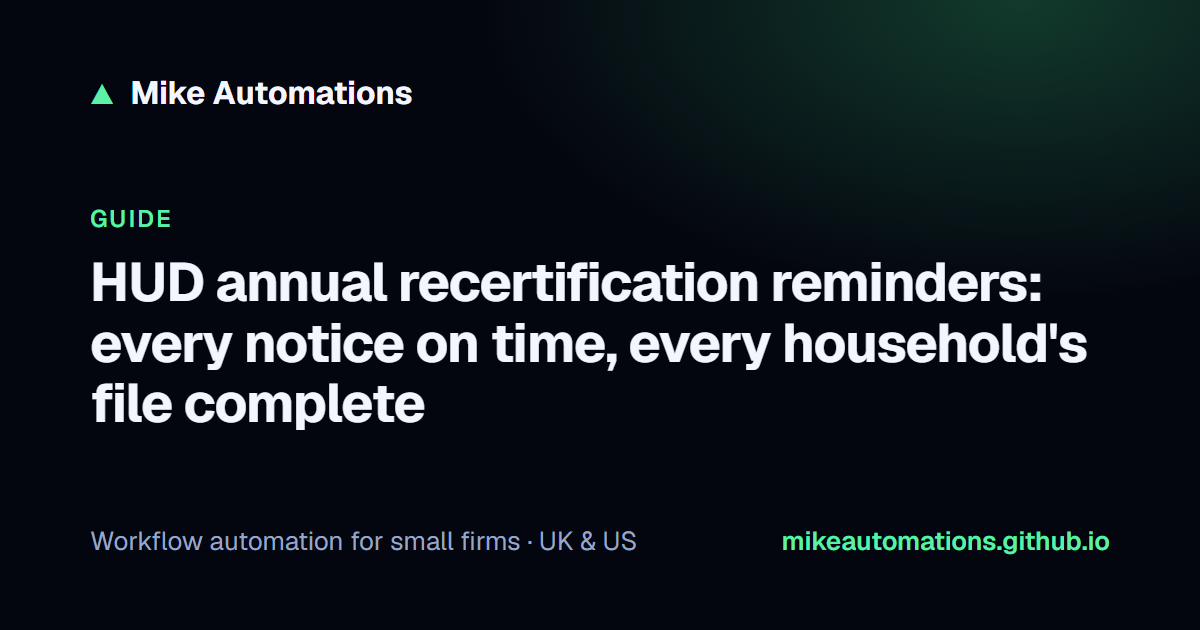 Mike Automations
GUIDE
HUD annual recertification reminders:
every notice on time, every household's
file complete
Workflow automation for small firms · UK & US
mikeautomations.github.io